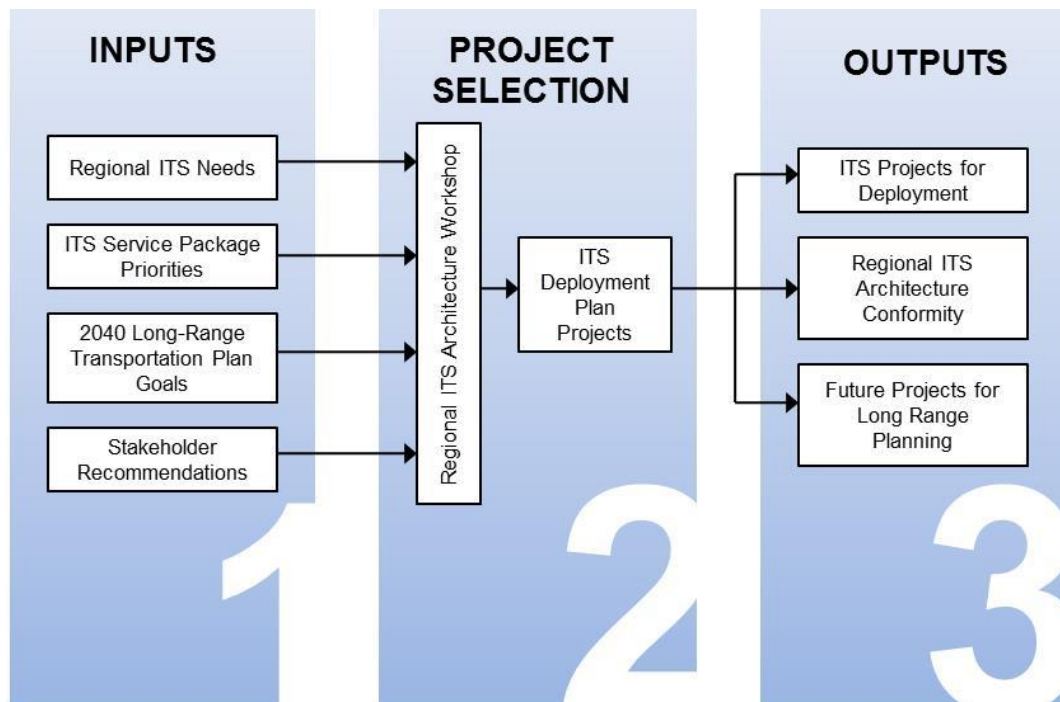 INPUTS
Regional ITS Needs
ITS Service Package
Priorities
2040 Long-Range
Transportation Plan
Goals
Stakeholder
Recommendations
1
PROJECT
SELECTION
Regional ITS Architecture Workshop
ITS
Deployment
Plan
Projects
2
OUTPUTS
ITS Projects for
Deployment
Regional ITS
Architecture
Conformity
Future Projects for
Long Range
Planning
3